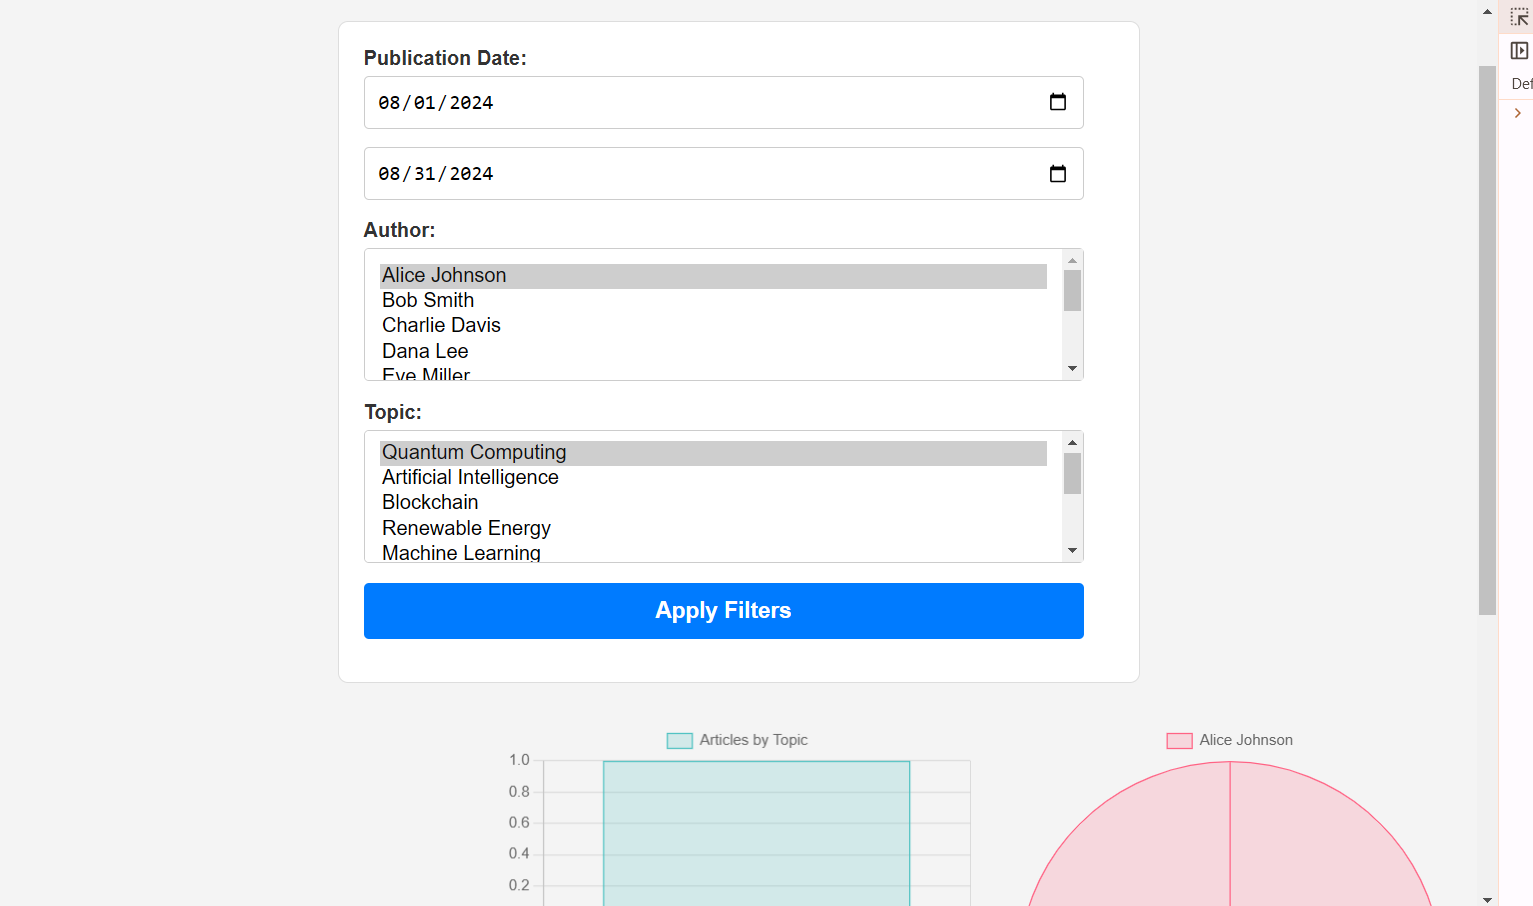 Publication Date:
08/01/2024
08/31/2024
Author:
Alice Johnson
Bob Smith
Charlie Davis
Dana Lee
Eve Miller
Topic:
Quantum Computing
Artificial Intelligence
Blockchain
Renewable Energy
Machine Learning
Apply Filters
Articles by Topic
1.0
0.8
0.6
0.4
0.2
Alice Johnson
Def